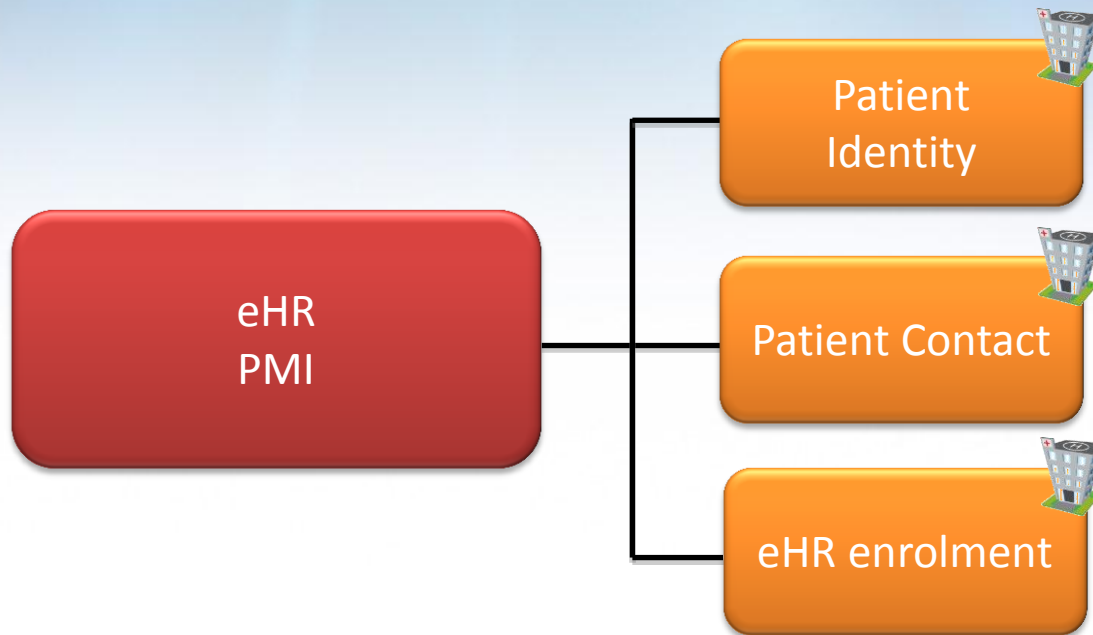 eHR
PMI
Patient
Identity
Patient Contact
eHR enrolment